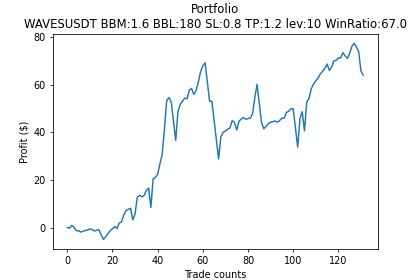 Portfolio
WAVESUSDT BBM:1.6 BBL:180 SL:0.8 TP:1.2 lev:10 WinRatio:67.0
80
60
40
20
0
Profit ($)
0 20 40 60 80 100 120
Trade counts